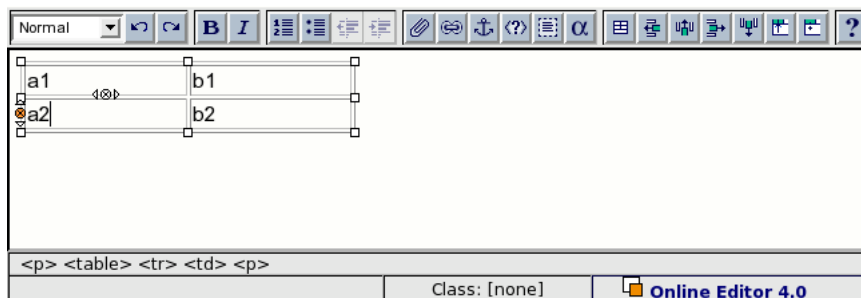 Normal B I <?> α ?
a1 b1
a2 b2
<p> <table> <tr> <td> <p>
Class: [none] Online Editor 4.0